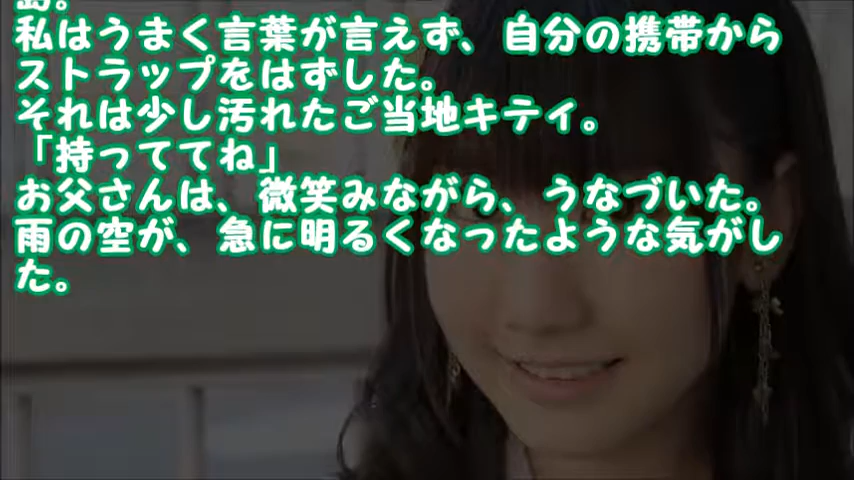 私はうまく言葉が言えず、自分の携帯から
ストラップをはずした。
それは少し汚れたご当地キティ。
「持っててね」
お父さんは、微笑みながら、うなづいた。
雨の空が、急に明るくなったような気がし
た。